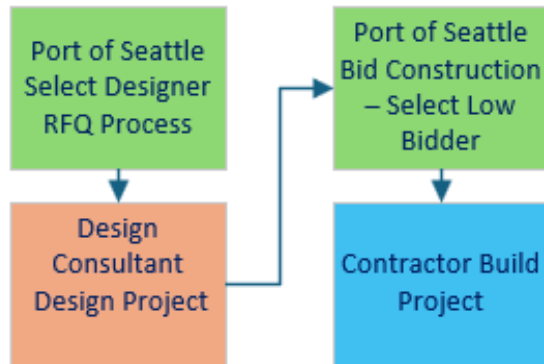 Port of Seattle
Select Designer
RFQ Process
Design
Consultant
Design Project
Port of Seattle
Bid Construction
– Select Low
Bidder
Contractor Build
Project